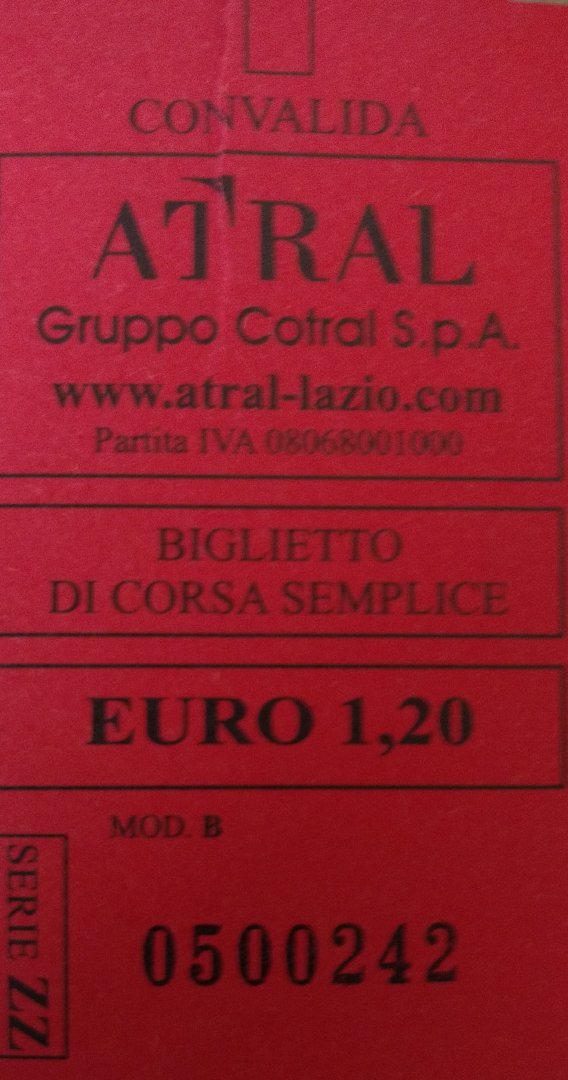 CONVALIDA
ATRAL
Gruppo Cotral S.p.A.
www.atral-lazio.com
Partita IVA 08068001000
BIGLIETTO
DI CORSA SEMPLICE
EURO 1,20
MOD. B
SERIE ZZ
0500242